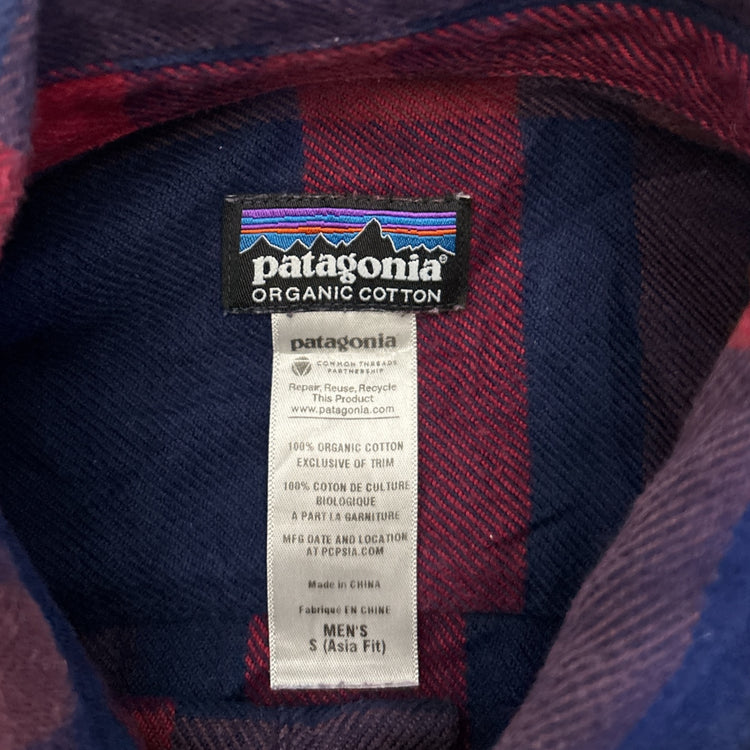 patagonia®
ORGANIC COTTON
patagonia
COMMON THREADS
PARTNERSHIP
Repair, Reuse, Recycle
This Product
www.patagonia.com
100% ORGANIC COTTON
EXCLUSIVE OF TRIM
100% COTON DE CULTURE
BIOLOGIQUE
A PART LA GARNITURE
MFG DATE AND LOCATION
AT PCPSIA.COM
Made in CHINA
Fabriqué EN CHINE
MEN'S
S (Asia Fit)